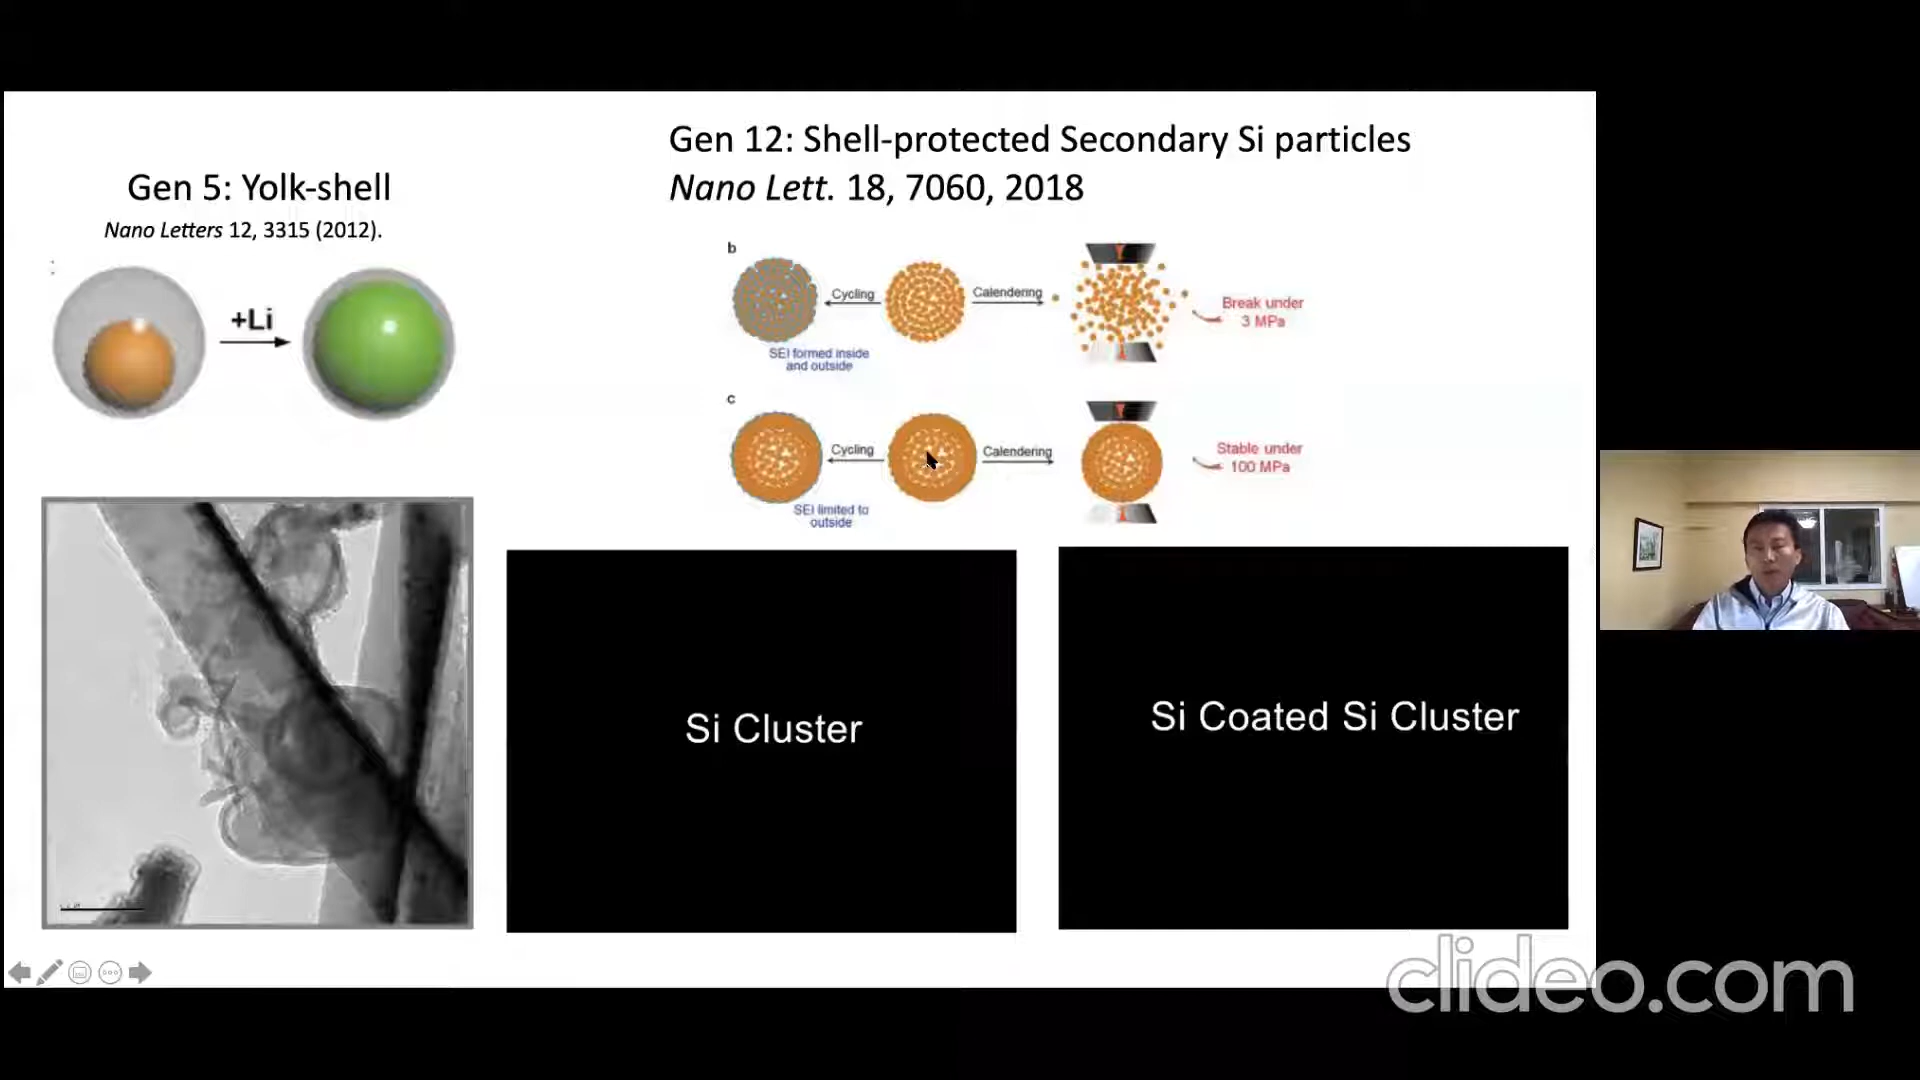 Gen 5: Yolk-shell
Nano Letters 12, 3315 (2012).
+Li
Gen 12: Shell-protected Secondary Si particles
Nano Lett. 18, 7060, 2018
b
Cycling
Calendering
SEI formed inside
and outside
Break under
3 MPa
c
Cycling
Calendering
SEI limited to
outside
Stable under
100 MPa
Si Cluster
Si Coated Si Cluster
clideo.com